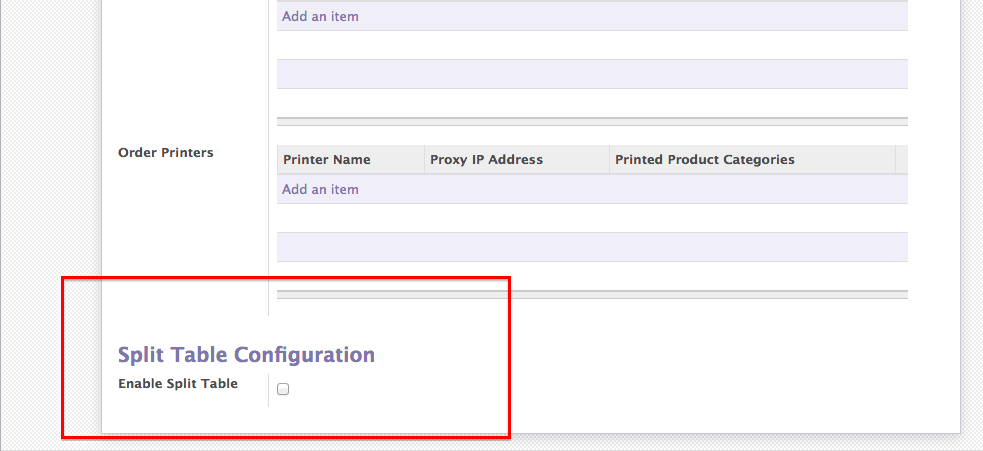 Add an item
Order Printers
Printer Name Proxy IP Address Printed Product Categories
Add an item
Split Table Configuration
Enable Split Table